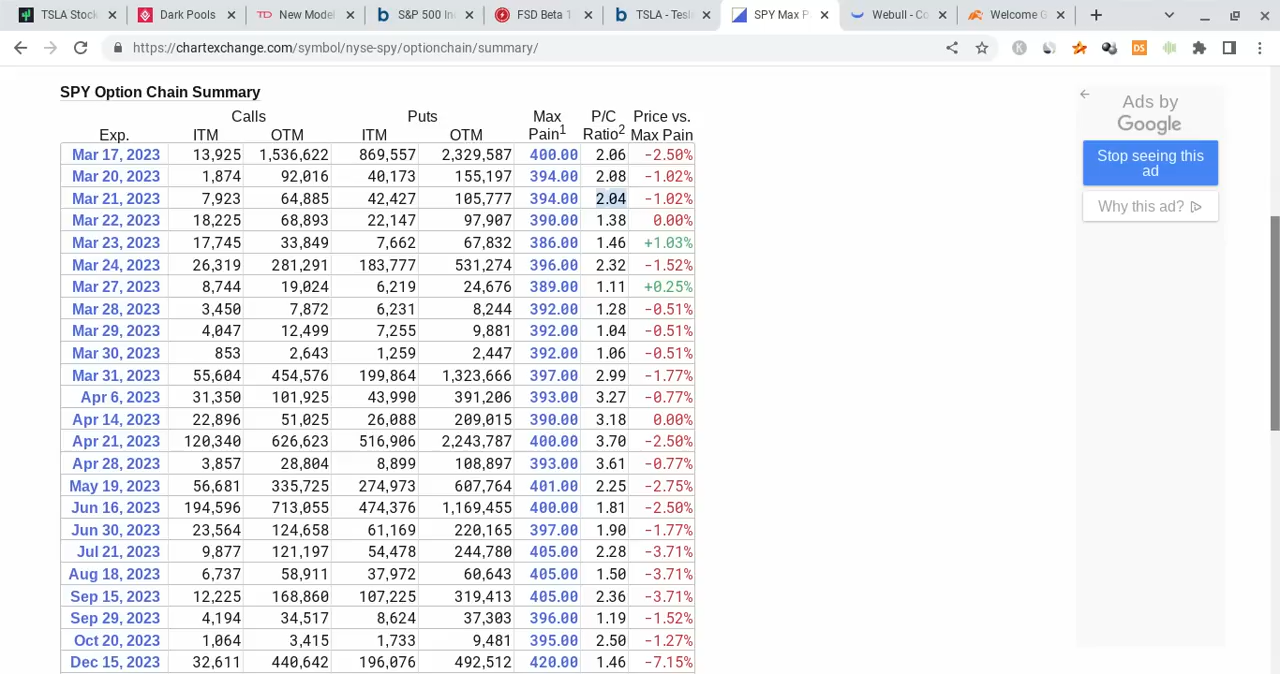 TSLA Stock
Dark Pools
New Model
S&P 500 In
FSD Beta 1
TSLA - Tesl
SPY Max P
Webull - Co
Welcome G
https://chartexchange.com/symbol/nyse-spy/optionchain/summary/
SPY Option Chain Summary
Calls Puts Max P/C Price vs.
Exp. ITM OTM ITM OTM Pain1 Ratio2 Max Pain
Mar 17, 2023 13,925 1,536,622 869,557 2,329,587 400.00 2.06 -2.50%
Mar 20, 2023 1,874 92,016 40,173 155,197 394.00 2.08 -1.02%
Mar 21, 2023 7,923 64,885 42,427 105,777 394.00 2.04 -1.02%
Mar 22, 2023 18,225 68,893 22,147 97,907 390.00 1.38 0.00%
Mar 23, 2023 17,745 33,849 7,662 67,832 386.00 1.46 +1.03%
Mar 24, 2023 26,319 281,291 183,777 531,274 396.00 2.32 -1.52%
Mar 27, 2023 8,744 19,024 6,219 24,676 389.00 1.11 +0.25%
Mar 28, 2023 3,450 7,872 6,231 8,244 392.00 1.28 -0.51%
Mar 29, 2023 4,047 12,499 7,255 9,881 392.00 1.04 -0.51%
Mar 30, 2023 853 2,643 1,259 2,447 392.00 1.06 -0.51%
Mar 31, 2023 55,604 454,576 199,864 1,323,666 397.00 2.99 -1.77%
Apr 6, 2023 31,350 101,925 43,990 391,206 393.00 3.27 -0.77%
Apr 14, 2023 22,896 51,025 26,088 209,015 390.00 3.18 0.00%
Apr 21, 2023 120,340 626,623 516,906 2,243,787 400.00 3.70 -2.50%
Apr 28, 2023 3,857 28,804 8,899 108,897 393.00 3.61 -0.77%
May 19, 2023 56,681 335,725 274,973 607,764 401.00 2.25 -2.75%
Jun 16, 2023 194,596 713,055 474,376 1,169,455 400.00 1.81 -2.50%
Jun 30, 2023 23,564 124,658 61,169 220,165 397.00 1.90 -1.77%
Jul 21, 2023 9,877 121,197 54,478 244,780 405.00 2.28 -3.71%
Aug 18, 2023 6,737 58,911 37,972 60,643 405.00 1.50 -3.71%
Sep 15, 2023 12,225 168,860 107,225 319,413 405.00 2.36 -3.71%
Sep 29, 2023 4,194 34,517 8,624 37,303 396.00 1.19 -1.52%
Oct 20, 2023 1,064 3,415 1,733 9,481 395.00 2.50 -1.27%
Dec 15, 2023 32,611 440,642 196,076 492,512 420.00 1.46 -7.15%
Ads by
Google
Stop seeing this
ad
Why this ad?